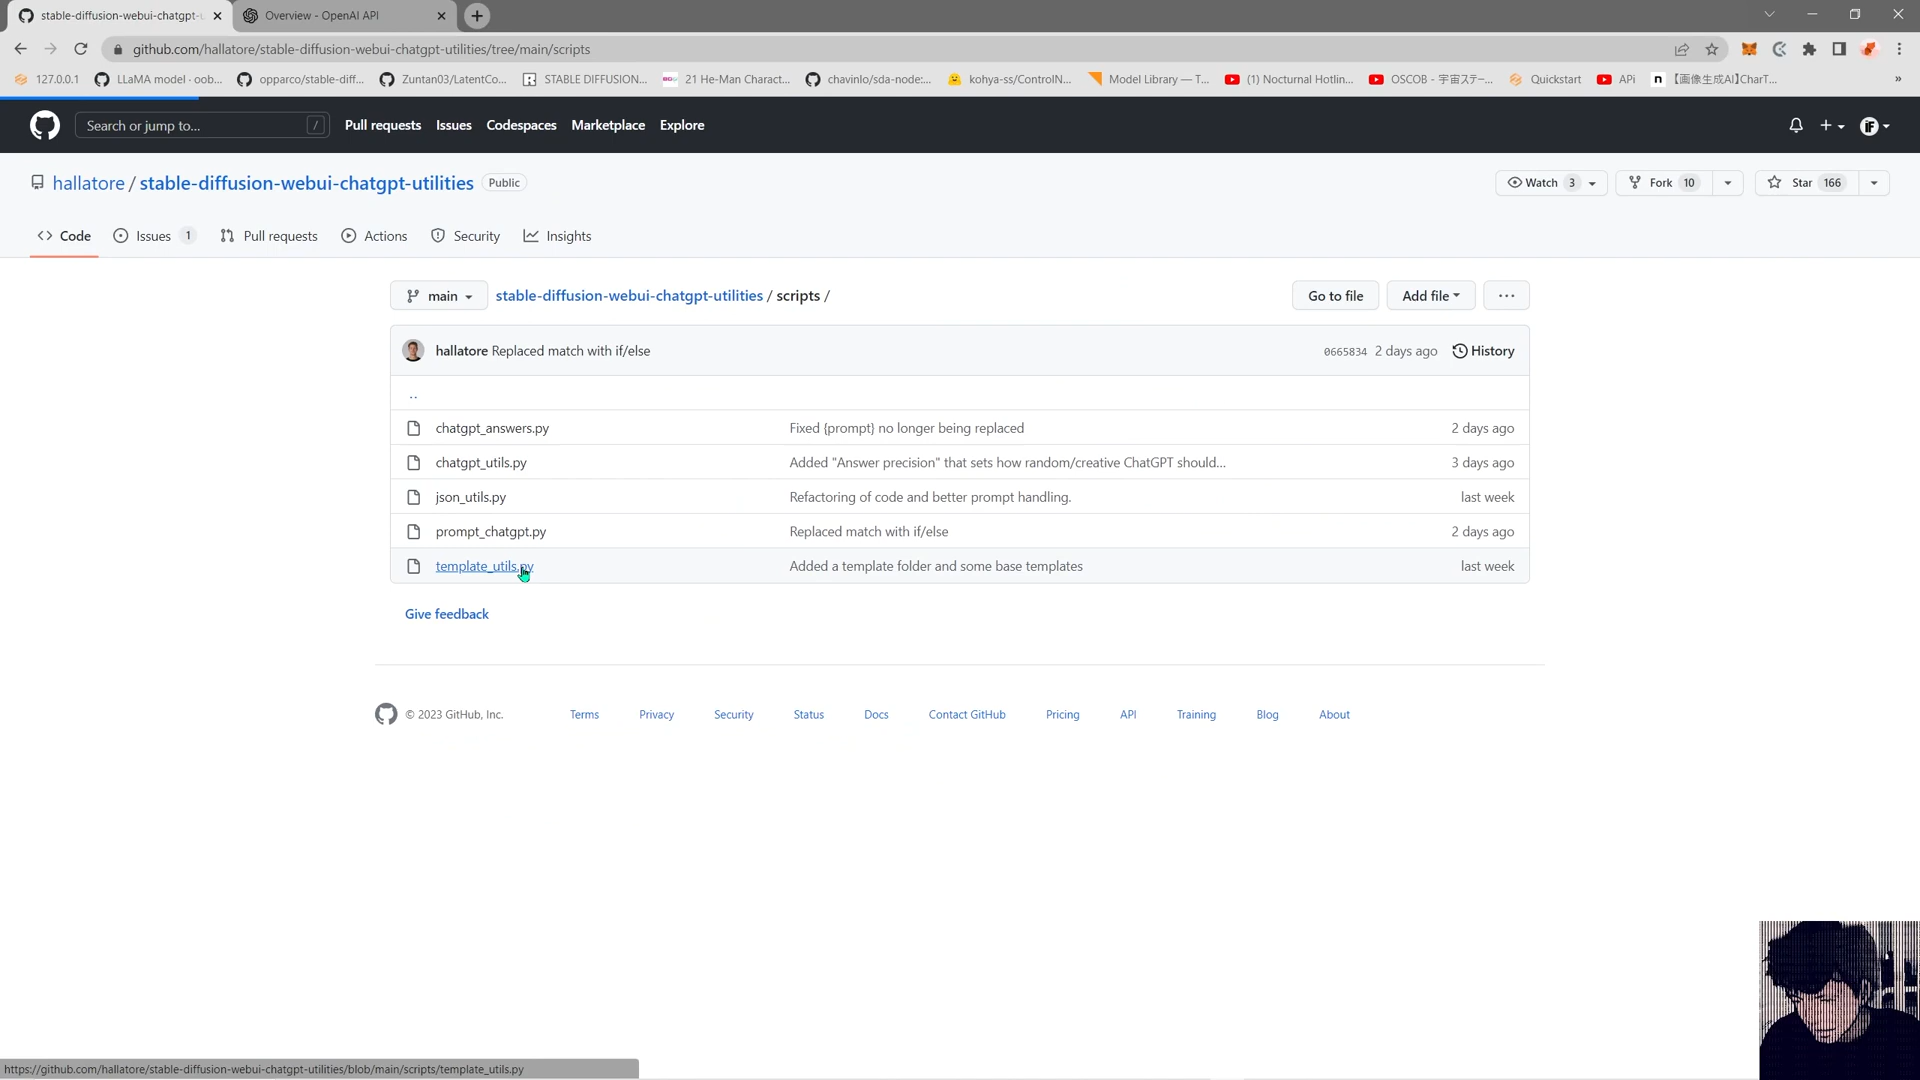 stable-diffusion-webui-chatgpt-u
Overview - OpenAI API
github.com/hallatore/stable-diffusion-webui-chatgpt-utilities/tree/main/scripts
127.0.0.1
LLaMA model · oob...
opparco/stable-diff...
Zuntan03/LatentCo...
STABLE DIFFUSION...
21 He-Man Charact...
chavinlo/sda-node:...
kohya-ss/ControlN...
Model Library — T...
(1) Nocturnal Hotlin...
OSCOB - 宇宙ステー...
Quickstart
APi
【画像生成AI】CharT...
»
Search or jump to...
/
Pull requests
Issues
Codespaces
Marketplace
Explore
iF
hallatore / stable-diffusion-webui-chatgpt-utilities Public
Watch 3
Fork 10
Star 166
Code
Issues 1
Pull requests
Actions
Security
Insights
main
stable-diffusion-webui-chatgpt-utilities / scripts /
Go to file
Add file
...
hallatore Replaced match with if/else
0665834 2 days ago
History
..
chatgpt_answers.py Fixed {prompt} no longer being replaced 2 days ago
chatgpt_utils.py Added "Answer precision" that sets how random/creative ChatGPT should... 3 days ago
json_utils.py Refactoring of code and better prompt handling. last week
prompt_chatgpt.py Replaced match with if/else 2 days ago
template_utils.py Added a template folder and some base templates last week
Give feedback
© 2023 GitHub, Inc.
Terms
Privacy
Security
Status
Docs
Contact GitHub
Pricing
API
Training
Blog
About
https://github.com/hallatore/stable-diffusion-webui-chatgpt-utilities/blob/main/scripts/template_utils.py